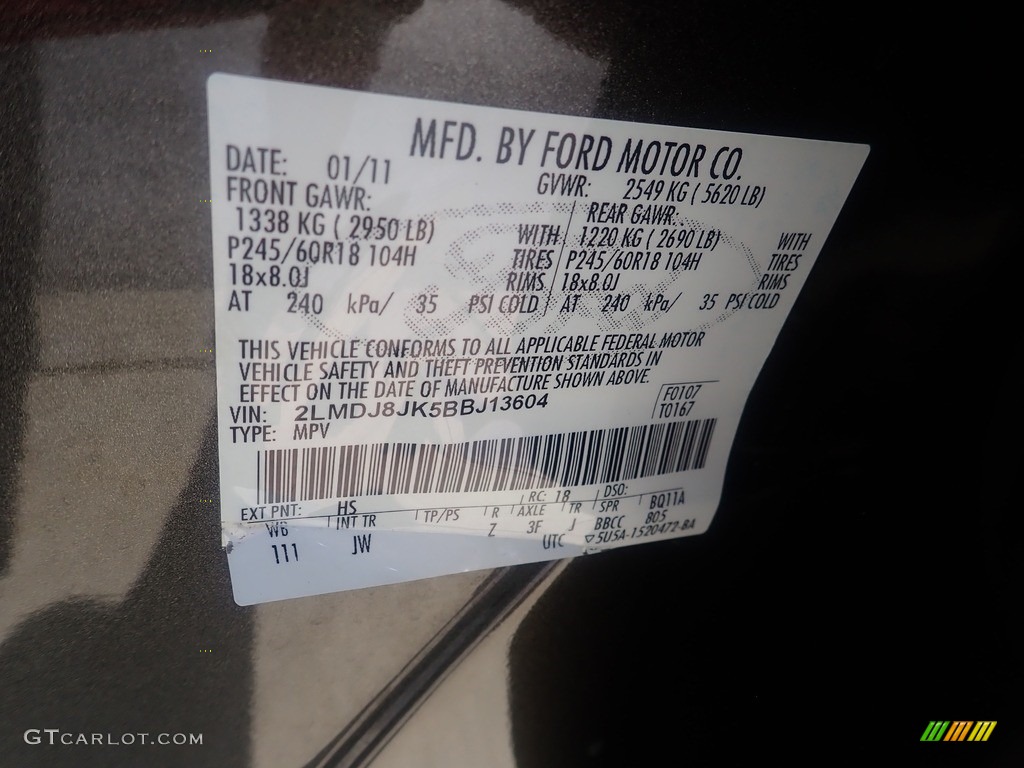 MFD. BY FORD MOTOR CO.
DATE: 01/11 GVWR: 2549 KG ( 5620 LB)
FRONT GAWR: REAR GAWR:
1338 KG ( 2950 LB) WITH 1220 KG ( 2690 LB) WITH
P245/60R18 104H TIRES P245/60R18 104H TIRES
18x8.0J RIMS 18x8.0J RIMS
AT 240 kPa/ 35 PSI COLD AT 240 kPa/ 35 PSI COLD
THIS VEHICLE CONFORMS TO ALL APPLICABLE FEDERAL MOTOR
VEHICLE SAFETY AND THEFT PREVENTION STANDARDS IN
EFFECT ON THE DATE OF MANUFACTURE SHOWN ABOVE.
VIN: 2LMDJ8JK5BBJ13604 F0107
TYPE: MPV T0167
EXT PNT: HS RC: 18 DSO:
W6 INT TR TP/PS R AXLE TR SPR BQ11A
111 JW Z 3F J BBCC 805
UTC ▽5U5A-1520472-BA
GTCARLOT.COM